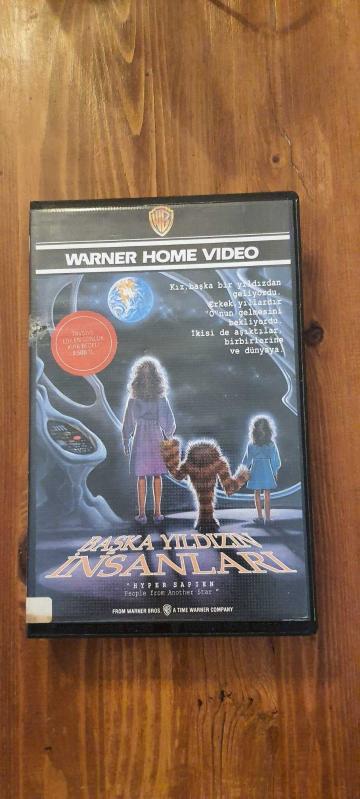 WB
WARNER HOME VIDEO
Kız,başka bir yıldızdan
geliyordu.
Erkek,yıllardır
"O"nun gelmesini
bekliyordu.
İkisi de aşıktılar,
birbirlerine
ve dünyaya.
BAŞKA YILDIZIN
İNSANLARI
"HYPER SAPIEN
People from Another Star"
FROM WARNER BROS. A TIME WARNER COMPANY